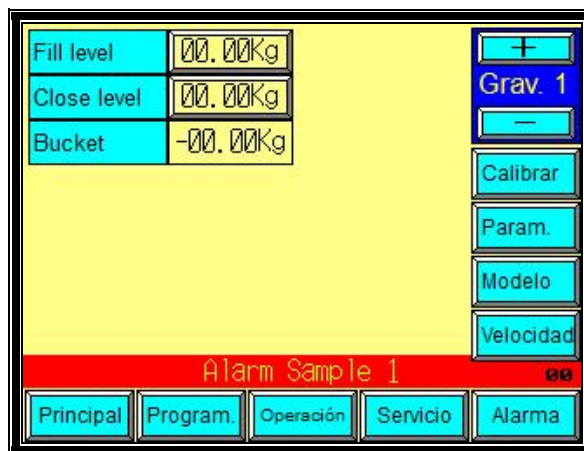 Fill level 00.00Kg
Close level 00.00Kg
Bucket -00.00Kg
+
Grav. 1
—
Calibrar
Param.
Modelo
Velocidad
Alarm Sample 1 00
Principal Program. Operación Servicio Alarma